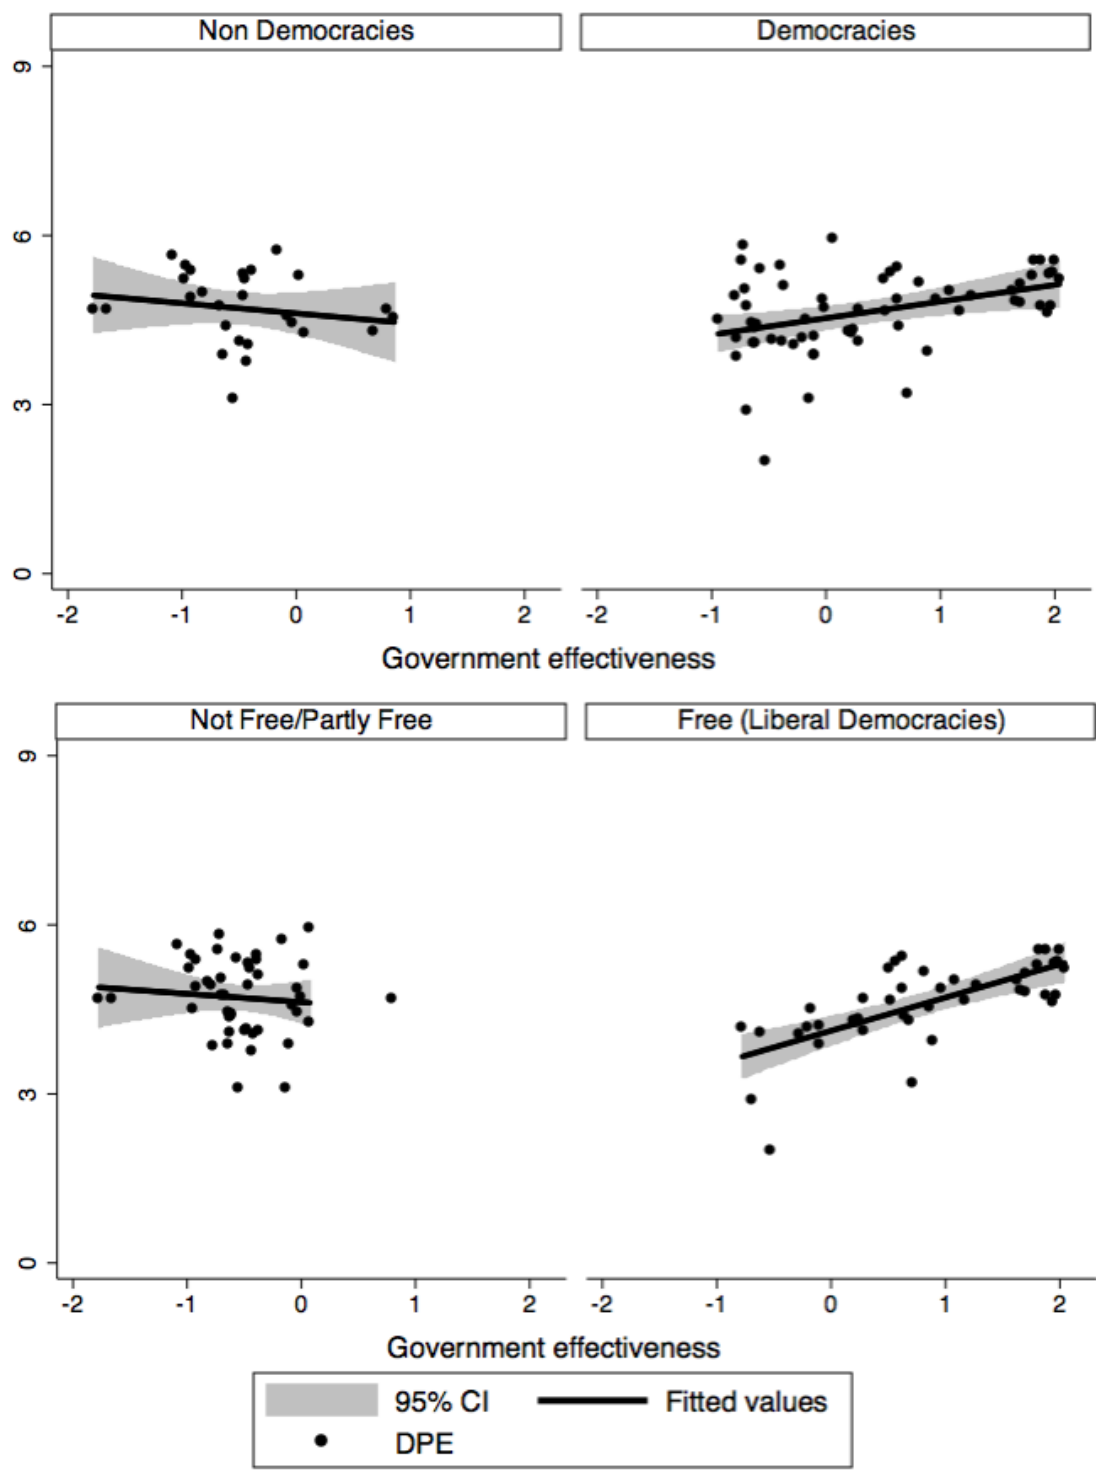 Non Democracies
Democracies
9
6
3
0
-2 -1 0 1 2 -2 -1 0 1 2
Government effectiveness
Not Free/Partly Free
Free (Liberal Democracies)
9
6
3
0
-2 -1 0 1 2 -2 -1 0 1 2
Government effectiveness
95% CI
Fitted values
DPE